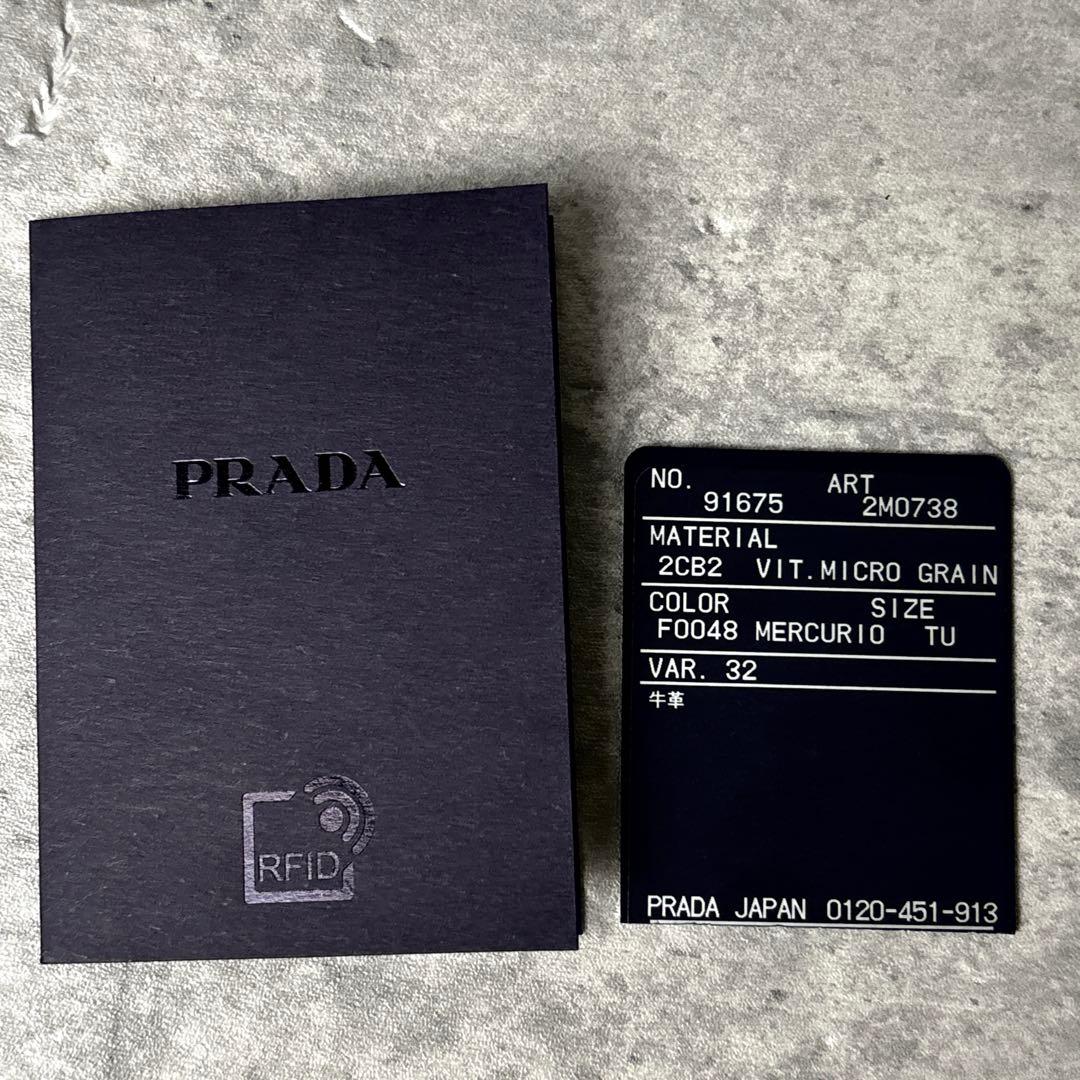 PRADA
RFID
NO. ART
91675 2M0738
MATERIAL
2CB2 VIT.MICRO GRAIN
COLOR SIZE
F0048 MERCURIO TU
VAR. 32
牛革
PRADA JAPAN 0120-451-913